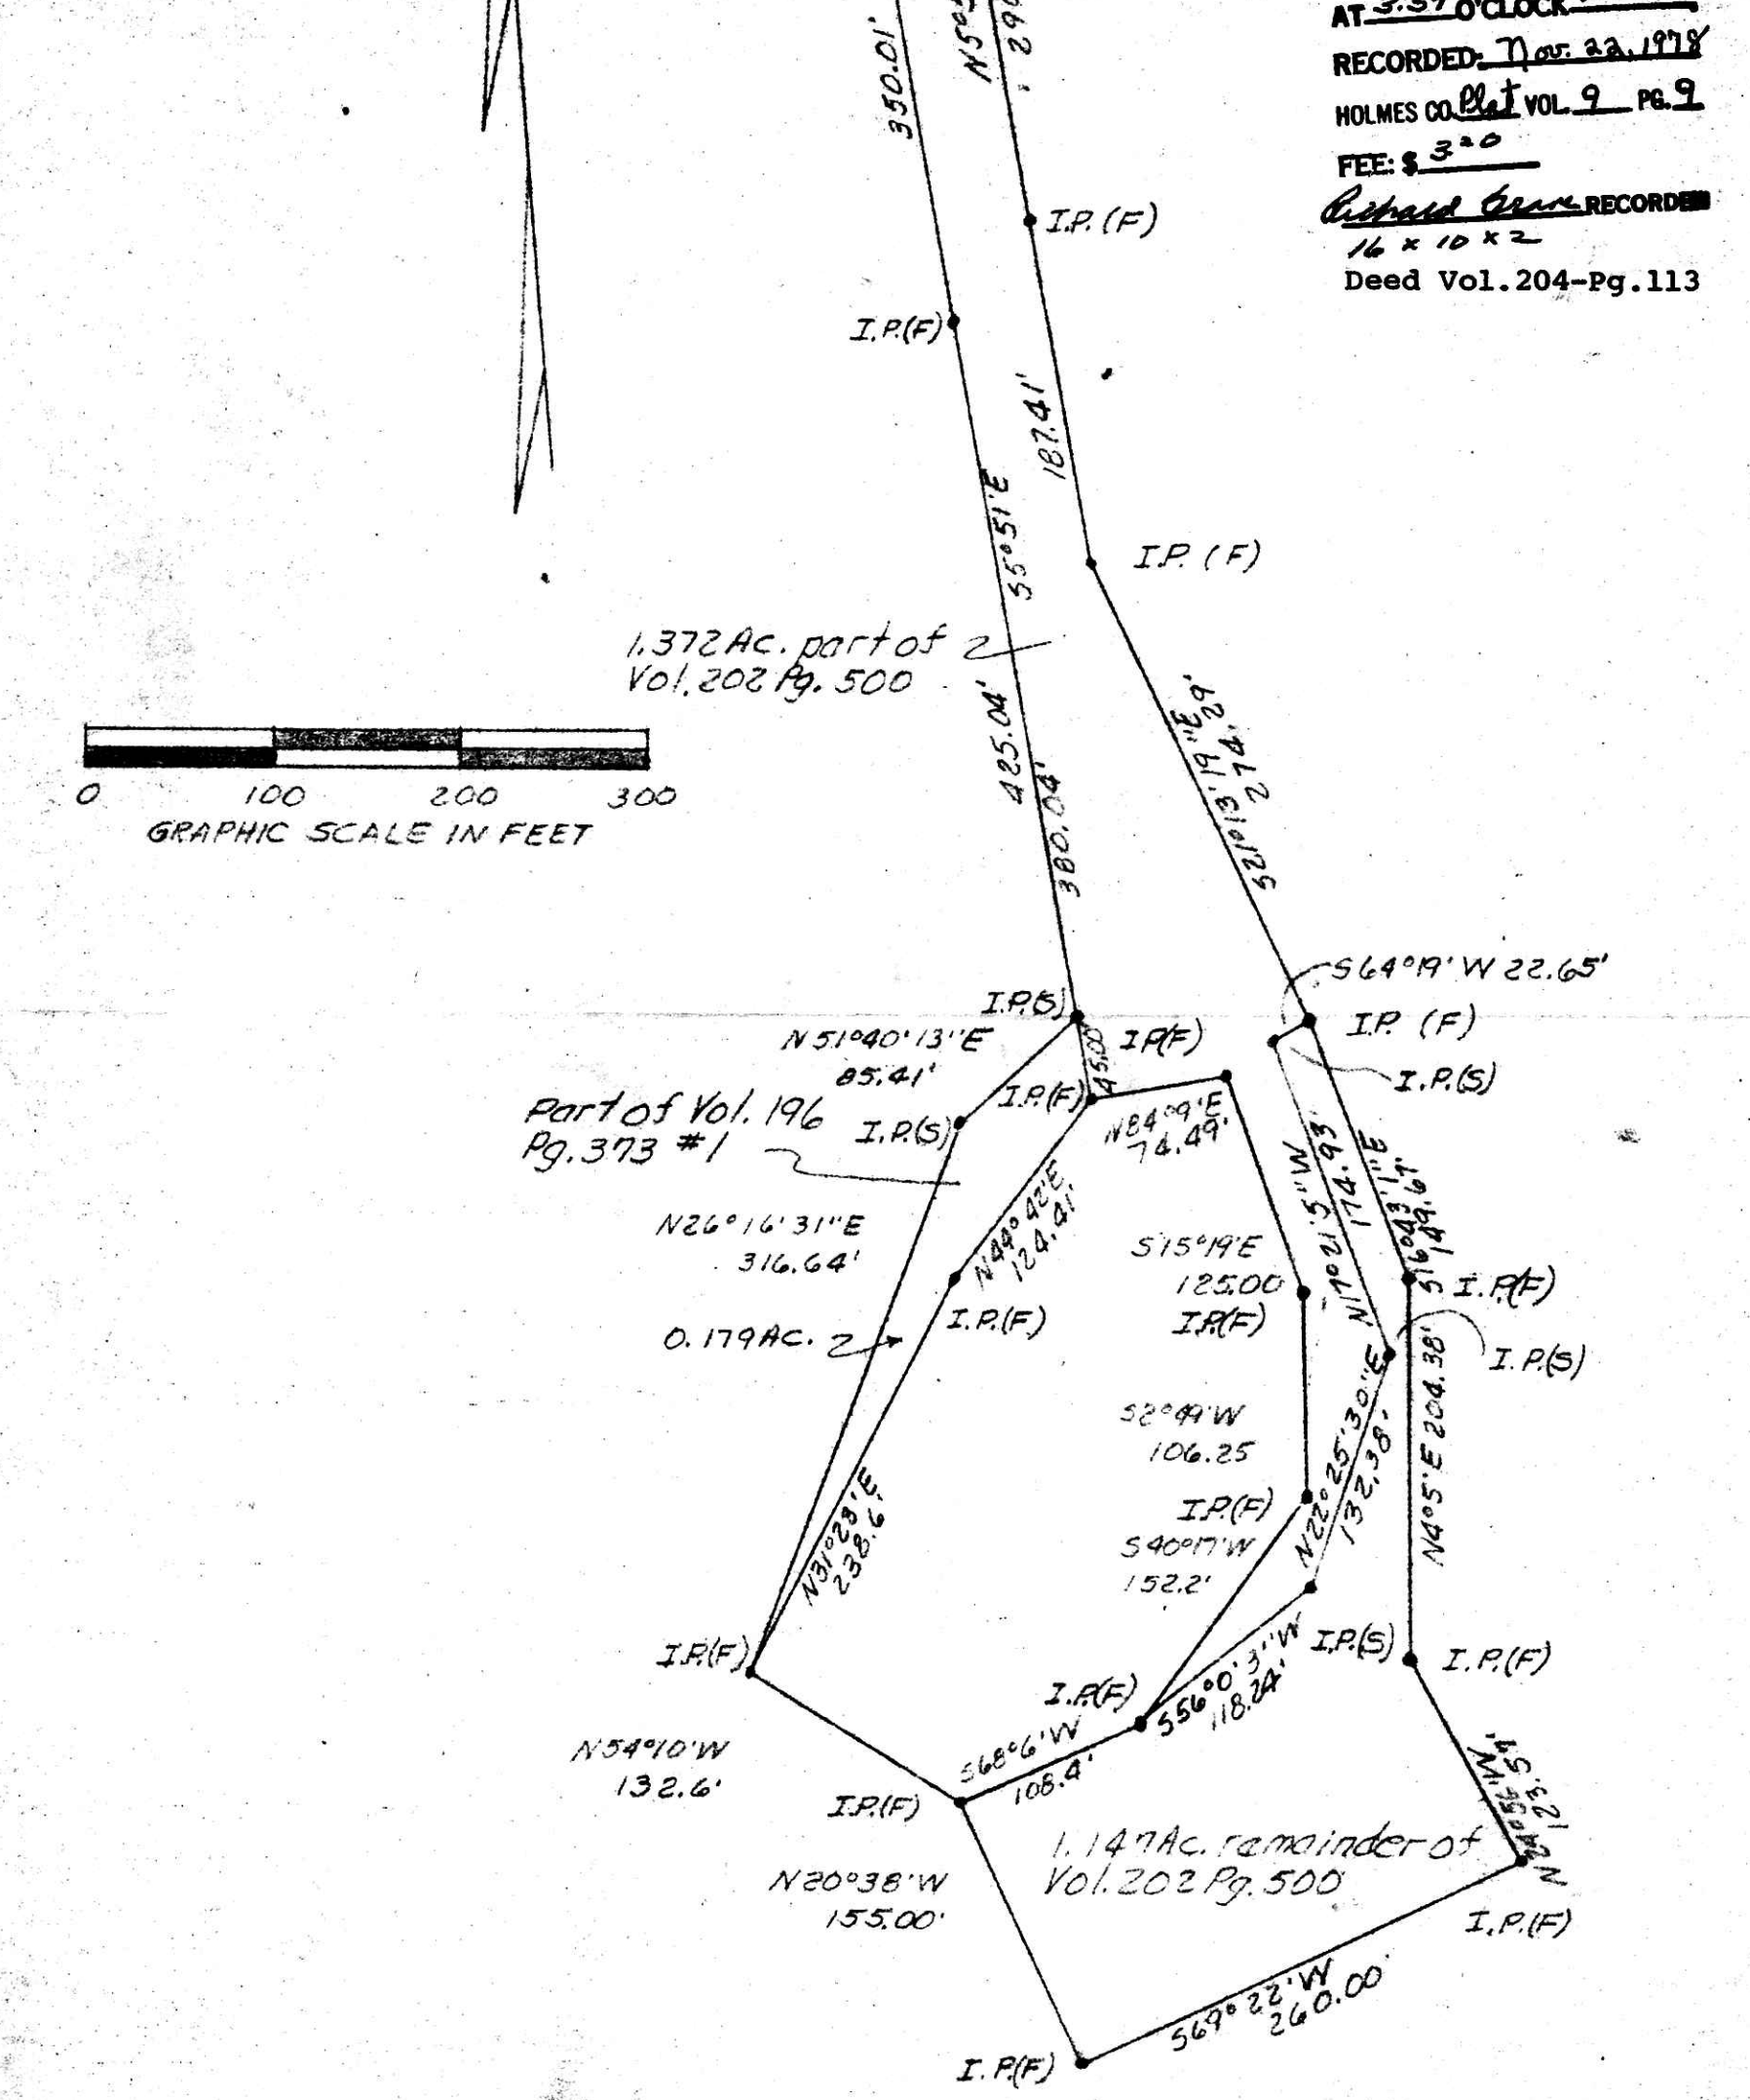 AT 3:57 O'CLOCK
RECORDED: Nov. 22, 1978
HOLMES CO. Plat VOL. 9 PG. 9
FEE: $ 3 20
Richard RECORDER
16 x 10 x 2
Deed Vol.204-Pg.113
350.01'
N5°
I.P. (F)
I.P.(F)
187.41'
S5°51'E
I.P. (F)
1.372 Ac. part of
Vol. 202 Pg. 500
425.04'
380.04'
S21°13'19"E
274.29'
0 100 200 300
GRAPHIC SCALE IN FEET
S64°19'W 22.65'
I.P.(S)
I.P. (F)
I.P.(S)
N51°40'13"E
85.41'
45.00
I.P.(F)
I.P.(F)
Part of Vol. 196
Pg. 373 #1
I.P.(S)
N84°9'E
74.49'
N17°21'5"W
174.93'
S16°43'1"E
149.67'
N26°16'31"E
316.64'
N44°42'E
124.41'
S15°19'E
125.00
I.P.(F)
I.P.(F)
I.P.(F)
0.179 AC.
I.P.(S)
S2°49'W
106.25
N22°25'30"E
132.38'
N4°5'E 204.38'
I.P.(F)
S40°17'W
152.2'
N31°23'E
238.6'
I.P.(F)
I.P.(S)
I.P.(F)
I.P.(F)
S56°0'3"W
118.24'
N54°10'W
132.6'
S68°6'W
108.4'
I.P.(F)
123.54'
1.147 Ac. remainder of
Vol. 202 Pg. 500
N20°38'W
155.00'
I.P.(F)
S69°22'W
260.00'
I.P.(F)